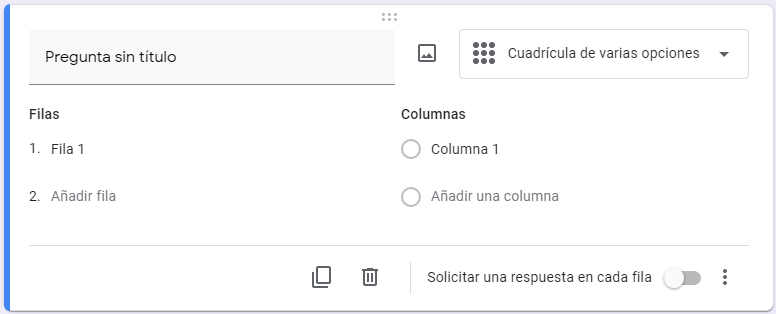 Pregunta sin título
Cuadrícula de varias opciones
Filas
Columnas
1. Fila 1
Columna 1
2. Añadir fila
Añadir una columna
Solicitar una respuesta en cada fila